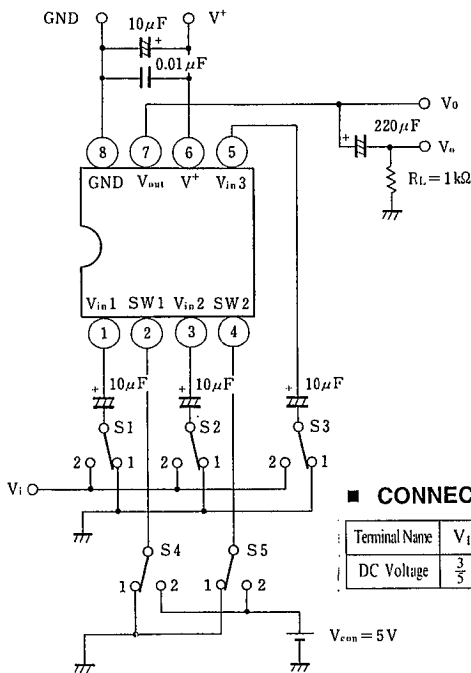 GND V+
10μF +
0.01μF
V0
220μF
+
Vo
RL=1kΩ
8 7 6 5
GND Vout V+ Vin3
Vin1 SW1 Vin2 SW2
1 2 3 4
+ 10μF + 10μF + 10μF
S1 S2 S3
2 1 2 1 2 1
Vi
S4 S5
1 2 1 2
Vcon=5V
■ CONNEC
Terminal Name Vi
DC Voltage 3/5